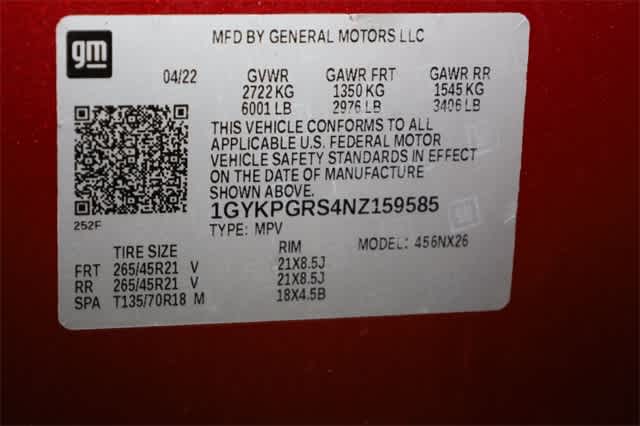 gm
MFD BY GENERAL MOTORS LLC
04/22 GVWR GAWR FRT GAWR RR
2722 KG 1350 KG 1545 KG
6001 LB 2976 LB 3406 LB
THIS VEHICLE CONFORMS TO ALL
APPLICABLE U.S. FEDERAL MOTOR
VEHICLE SAFETY STANDARDS IN EFFECT
ON THE DATE OF MANUFACTURE
SHOWN ABOVE.
252F
1GYKPGRS4NZ159585
TYPE: MPV MODEL: 456NX26
TIRE SIZE RIM
FRT 265/45R21 V 21X8.5J
RR 265/45R21 V 21X8.5J
SPA T135/70R18 M 18X4.5B